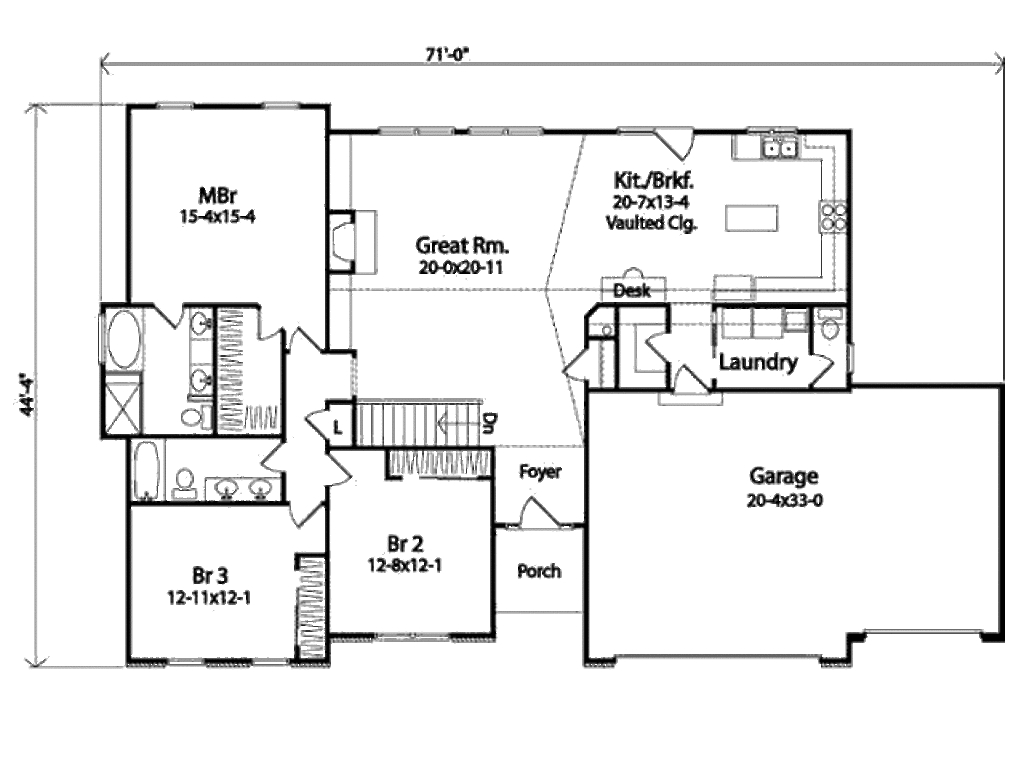 71'-0"
44'-4"
MBr
15-4x15-4
Kit./Brkf.
20-7x13-4
Vaulted Clg.
Great Rm.
20-0x20-11
Desk
Laundry
L
Dn
Foyer
Garage
20-4x33-0
Br 2
12-8x12-1
Porch
Br 3
12-11x12-1